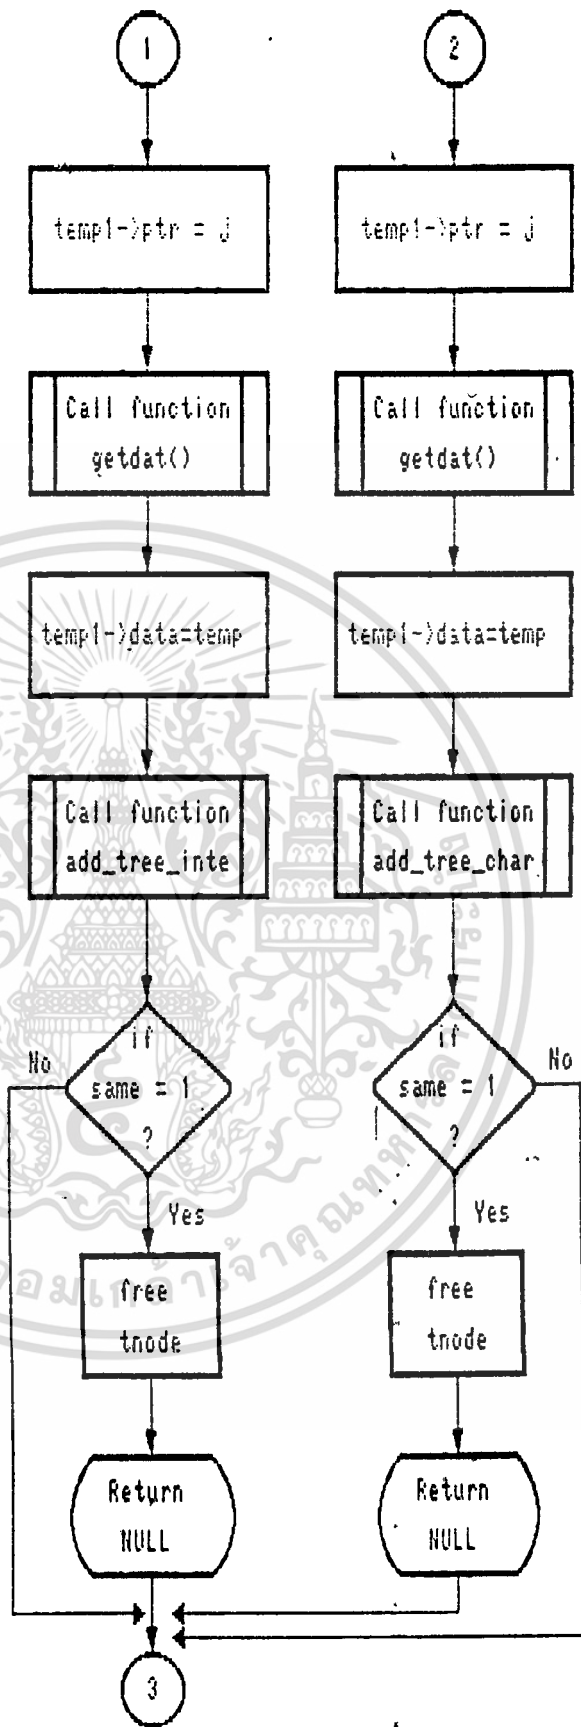 1
temp1->ptr = j
Call function
getdat()
temp1->data=temp
Call function
add_tree_inte
if
same = 1
?
No
Yes
free
tnode
Return
NULL
2
temp1->ptr = j
Call function
getdat()
temp1->data=temp
Call function
add_tree_char
if
same = 1
?
No
Yes
free
tnode
Return
NULL
3